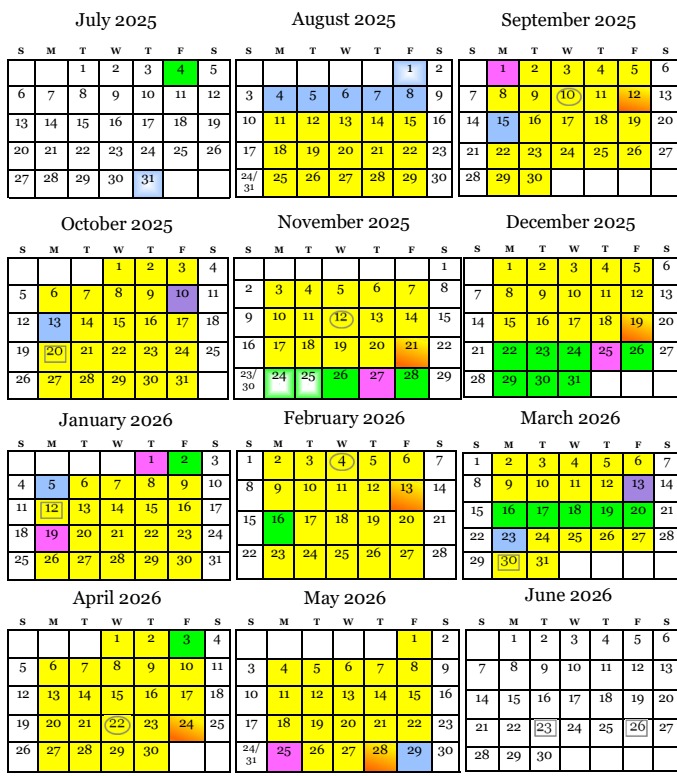 July 2025
S M T W T F S
1 2 3 4 5
6 7 8 9 10 11 12
13 14 15 16 17 18 19
20 21 22 23 24 25 26
27 28 29 30 31
August 2025
S M T W T F S
1 2
3 4 5 6 7 8 9
10 11 12 13 14 15 16
17 18 19 20 21 22 23
24/31 25 26 27 28 29 30
September 2025
S M T W T F S
1 2 3 4 5 6
7 8 9 10 11 12 13
14 15 16 17 18 19 20
21 22 23 24 25 26 27
28 29 30
October 2025
S M T W T F S
1 2 3 4
5 6 7 8 9 10 11
12 13 14 15 16 17 18
19 20 21 22 23 24 25
26 27 28 29 30 31
November 2025
S M T W T F S
1
2 3 4 5 6 7 8
9 10 11 12 13 14 15
16 17 18 19 20 21 22
23/30 24 25 26 27 28 29
December 2025
S M T W T F S
1 2 3 4 5 6
7 8 9 10 11 12 13
14 15 16 17 18 19 20
21 22 23 24 25 26 27
28 29 30 31
January 2026
S M T W T F S
1 2 3
4 5 6 7 8 9 10
11 12 13 14 15 16 17
18 19 20 21 22 23 24
25 26 27 28 29 30 31
February 2026
S M T W T F S
1 2 3 4 5 6 7
8 9 10 11 12 13 14
15 16 17 18 19 20 21
22 23 24 25 26 27 28
March 2026
S M T W T F S
1 2 3 4 5 6 7
8 9 10 11 12 13 14
15 16 17 18 19 20 21
22 23 24 25 26 27 28
29 30 31
April 2026
S M T W T F S
1 2 3 4
5 6 7 8 9 10 11
12 13 14 15 16 17 18
19 20 21 22 23 24 25
26 27 28 29 30
May 2026
S M T W T F S
1 2
3 4 5 6 7 8 9
10 11 12 13 14 15 16
17 18 19 20 21 22 23
24/31 25 26 27 28 29 30
June 2026
S M T W T F S
1 2 3 4 5 6
7 8 9 10 11 12 13
14 15 16 17 18 19 20
21 22 23 24 25 26 27
28 29 30